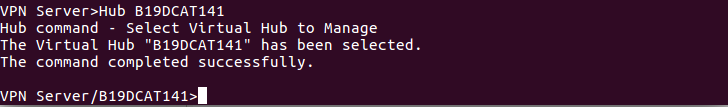 VPN Server>Hub B19DCAT141
Hub command - Select Virtual Hub to Manage
The Virtual Hub "B19DCAT141" has been selected.
The command completed successfully.
VPN Server/B19DCAT141>